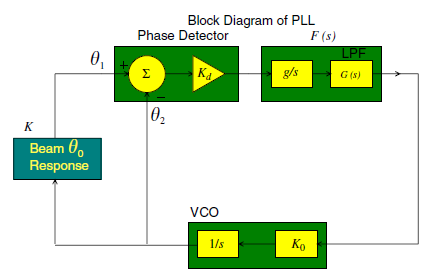 Block Diagram of PLL
Phase Detector
F (s)
LPF
θ1
+
Σ
Kd
g/s
G (s)
−
θ2
K
Beam θ0
Response
VCO
1/s
K0